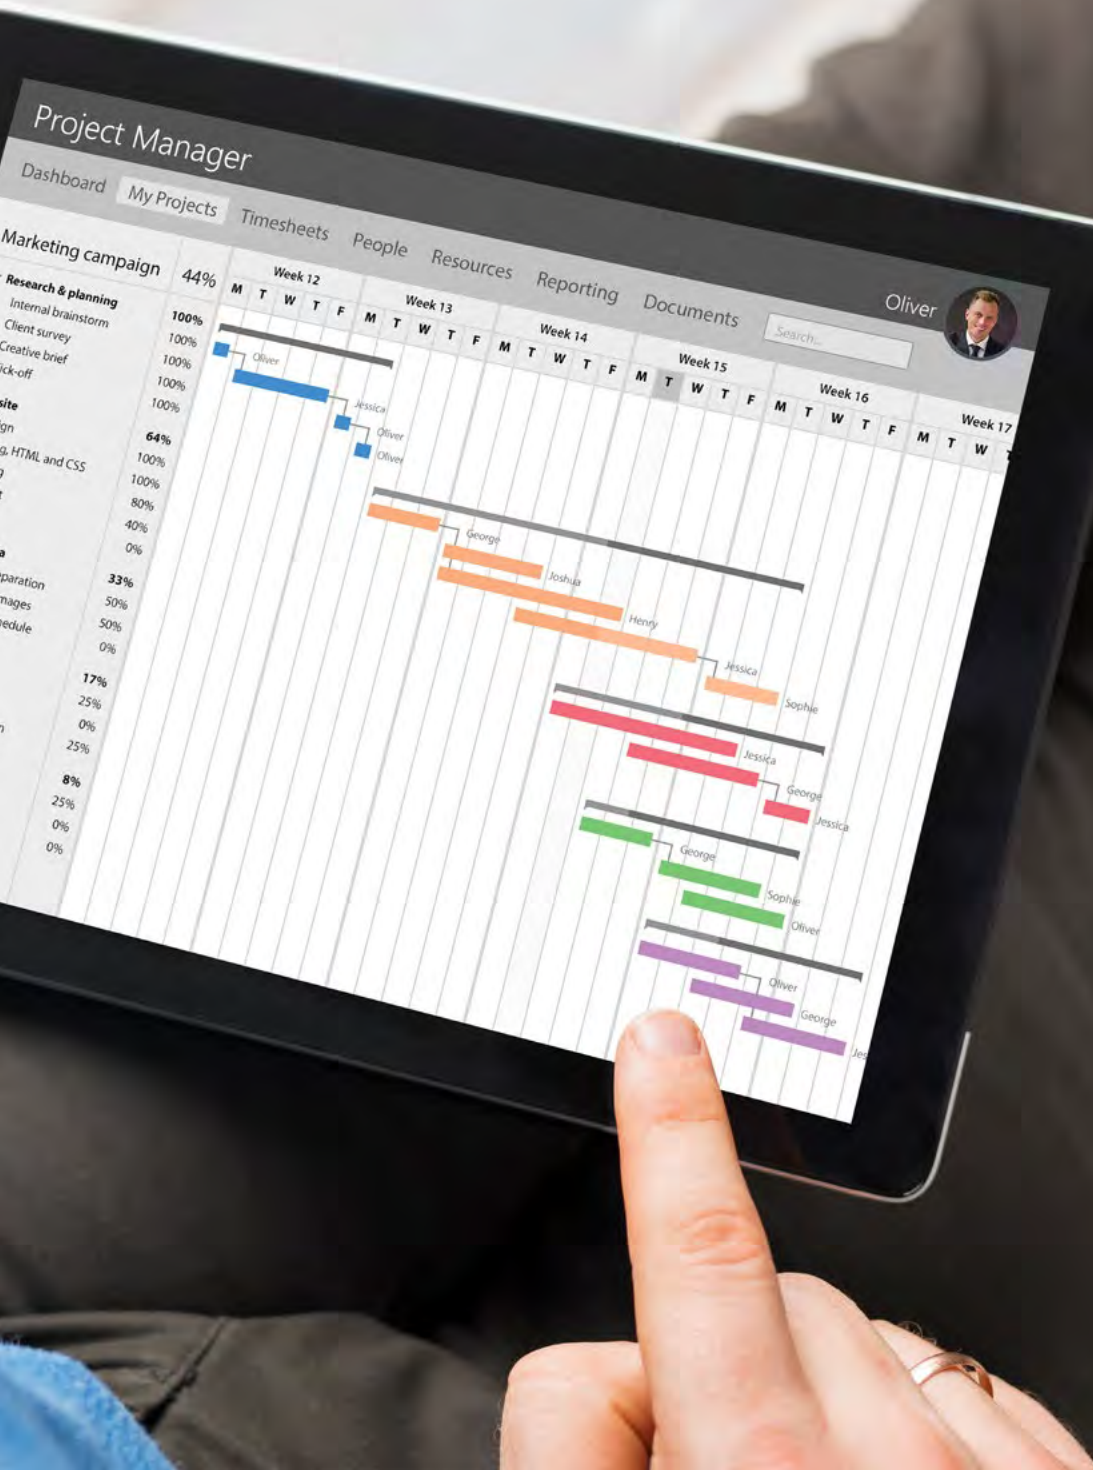 Project Manager
Oliver
Dashboard My Projects Timesheets People Resources Reporting Documents Search...
Marketing campaign 44%
Week 12 Week 13 Week 14 Week 15 Week 16 Week 17
M T W T F M T W T F M T W T F M T W T F M T W T F M T W
Research & planning 100%
Internal brainstorm 100%
Client survey 100%
Creative brief 100%
100%
64%
HTML and CSS 100%
100%
80%
40%
0%
33%
50%
50%
0%
17%
25%
0%
25%
8%
25%
0%
0%
Oliver
Jessica
Oliver
Oliver
George
Joshua
Henry
Jessica
Sophie
Jessica
George
Jessica
George
Sophie
Oliver
Oliver
George